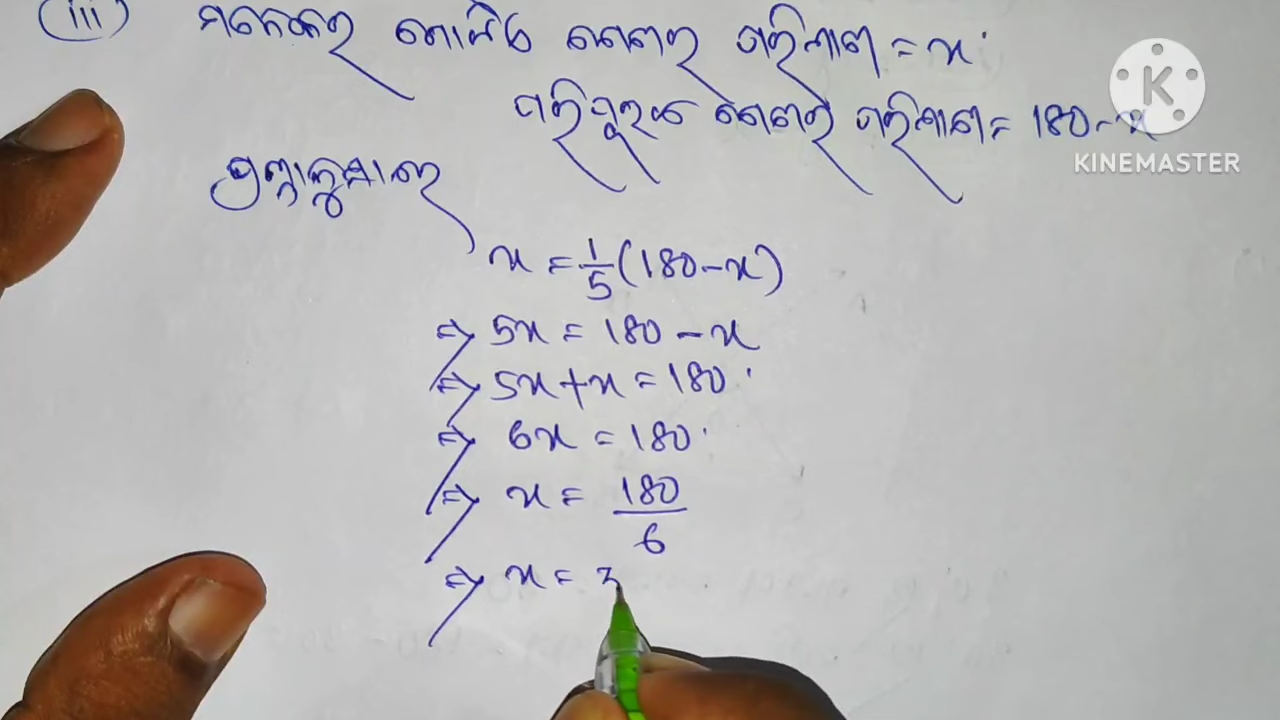 (iii) ମନେକର କୋଣର ପରିମାଣ = x°
ପରିପୂରକ କୋଣର ପରିମାଣ = 180 - x
ପ୍ରଶ୍ନାନୁସାରେ
x = 1/5 (180 - x)
⇒ 5x = 180 - x
⇒ 5x + x = 180°
⇒ 6x = 180°
⇒ x = 180/6
⇒ x = 3
K
KINEMASTER